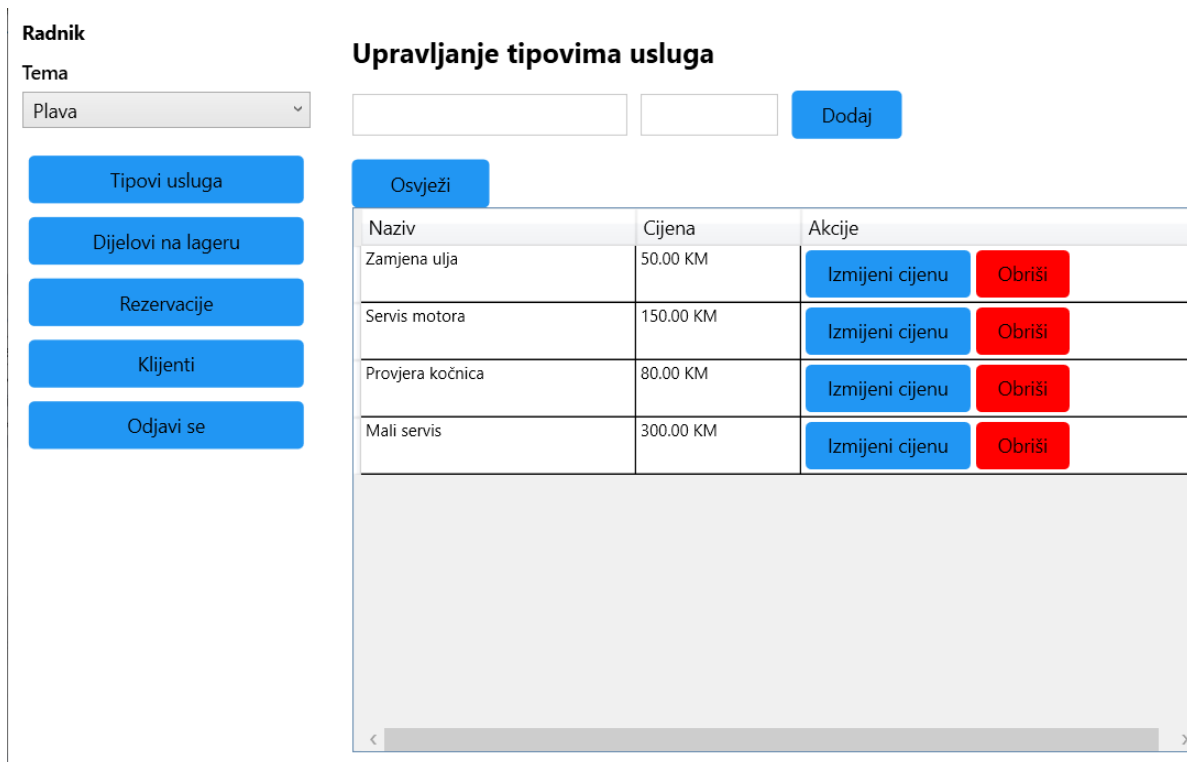 Radnik
Tema
Plava
Tipovi usluga
Dijelovi na lageru
Rezervacije
Klijenti
Odjavi se
Upravljanje tipovima usluga
Dodaj
Osvježi
Naziv Cijena Akcije
Zamjena ulja 50.00 KM Izmijeni cijenu Obriši
Servis motora 150.00 KM Izmijeni cijenu Obriši
Provjera kočnica 80.00 KM Izmijeni cijenu Obriši
Mali servis 300.00 KM Izmijeni cijenu Obriši